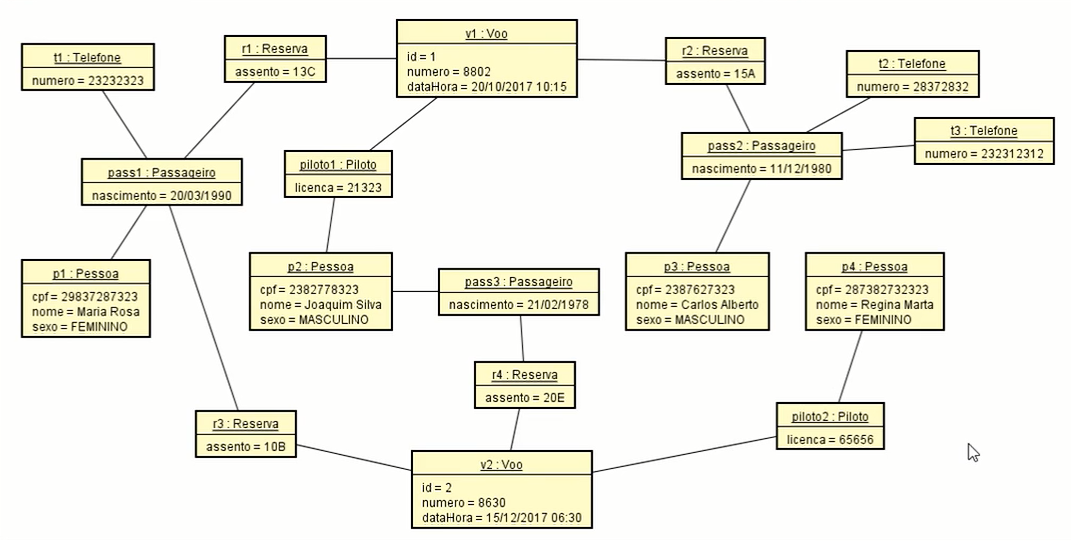 t1 : Telefone
numero = 23232323
r1 : Reserva
assento = 13C
v1 : Voo
id = 1
numero = 8802
dataHora = 20/10/2017 10:15
r2 : Reserva
assento = 15A
t2 : Telefone
numero = 28372832
t3 : Telefone
numero = 232312312
pass1 : Passageiro
nascimento = 20/03/1990
piloto1 : Piloto
licenca = 21323
pass2 : Passageiro
nascimento = 11/12/1980
p1 : Pessoa
cpf = 29837287323
nome = Maria Rosa
sexo = FEMININO
p2 : Pessoa
cpf = 2382778323
nome = Joaquim Silva
sexo = MASCULINO
pass3 : Passageiro
nascimento = 21/02/1978
p3 : Pessoa
cpf = 2387627323
nome = Carlos Alberto
sexo = MASCULINO
p4 : Pessoa
cpf = 287382732323
nome = Regina Marta
sexo = FEMININO
r4 : Reserva
assento = 20E
r3 : Reserva
assento = 10B
piloto2 : Piloto
licenca = 65656
v2 : Voo
id = 2
numero = 8630
dataHora = 15/12/2017 06:30